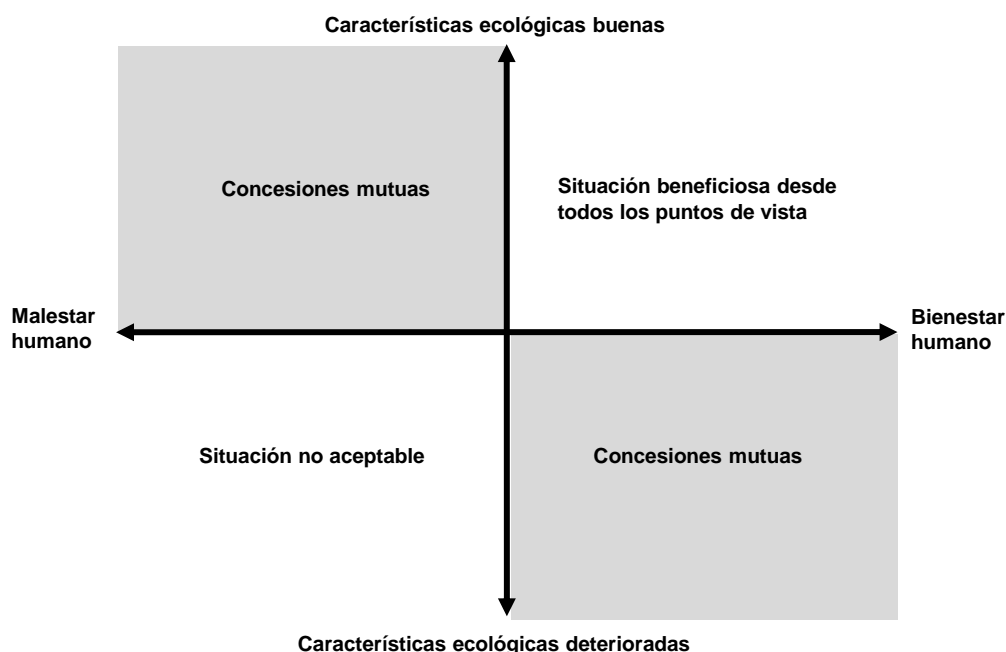 Características ecológicas buenas
Concesiones mutuas
Situación beneficiosa desde
todos los puntos de vista
Malestar
humano
Bienestar
humano
Situación no aceptable
Concesiones mutuas
Características ecológicas deterioradas